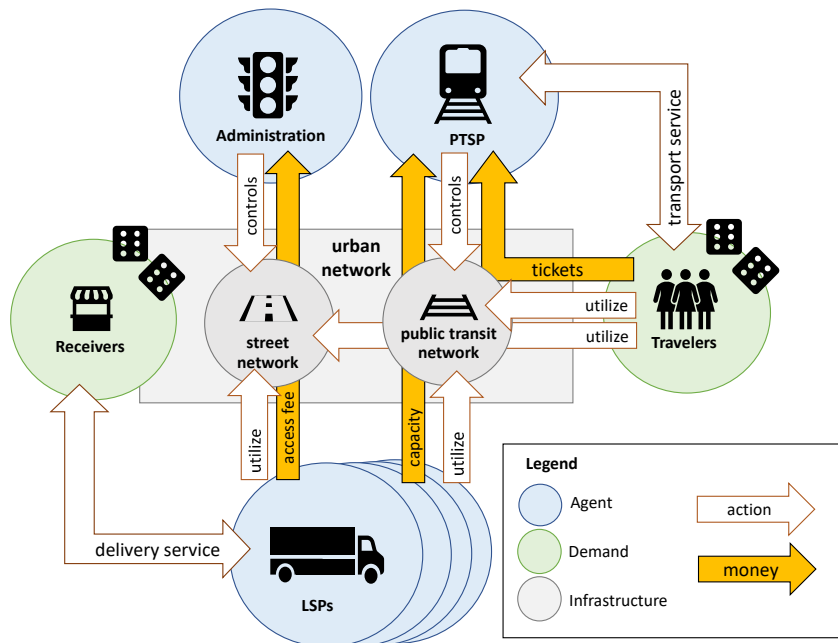 Administration
PTSP
transport service
controls
controls
urban
network
tickets
utilize
utilize
Receivers
street
network
public transit
network
Travelers
utilize
access fee
capacity
utilize
delivery service
LSPs
Legend
Agent
action
Demand
money
Infrastructure